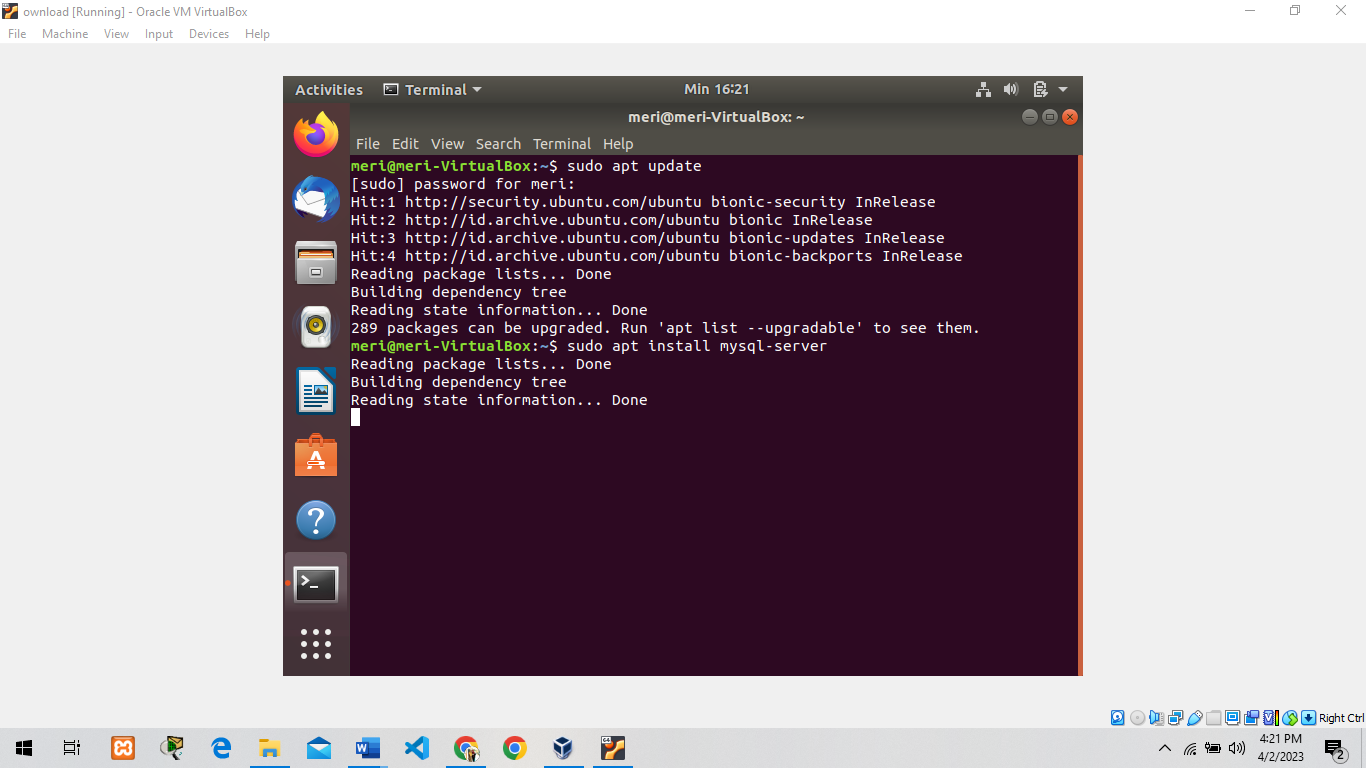 ownload [Running] - Oracle VM VirtualBox
File Machine View Input Devices Help
Activities Terminal Min 16:21
meri@meri-VirtualBox: ~
File Edit View Search Terminal Help
meri@meri-VirtualBox:~$ sudo apt update
[sudo] password for meri:
Hit:1 http://security.ubuntu.com/ubuntu bionic-security InRelease
Hit:2 http://id.archive.ubuntu.com/ubuntu bionic InRelease
Hit:3 http://id.archive.ubuntu.com/ubuntu bionic-updates InRelease
Hit:4 http://id.archive.ubuntu.com/ubuntu bionic-backports InRelease
Reading package lists... Done
Building dependency tree
Reading state information... Done
289 packages can be upgraded. Run 'apt list --upgradable' to see them.
meri@meri-VirtualBox:~$ sudo apt install mysql-server
Reading package lists... Done
Building dependency tree
Reading state information... Done
Right Ctrl
4:21 PM
4/2/2023
2